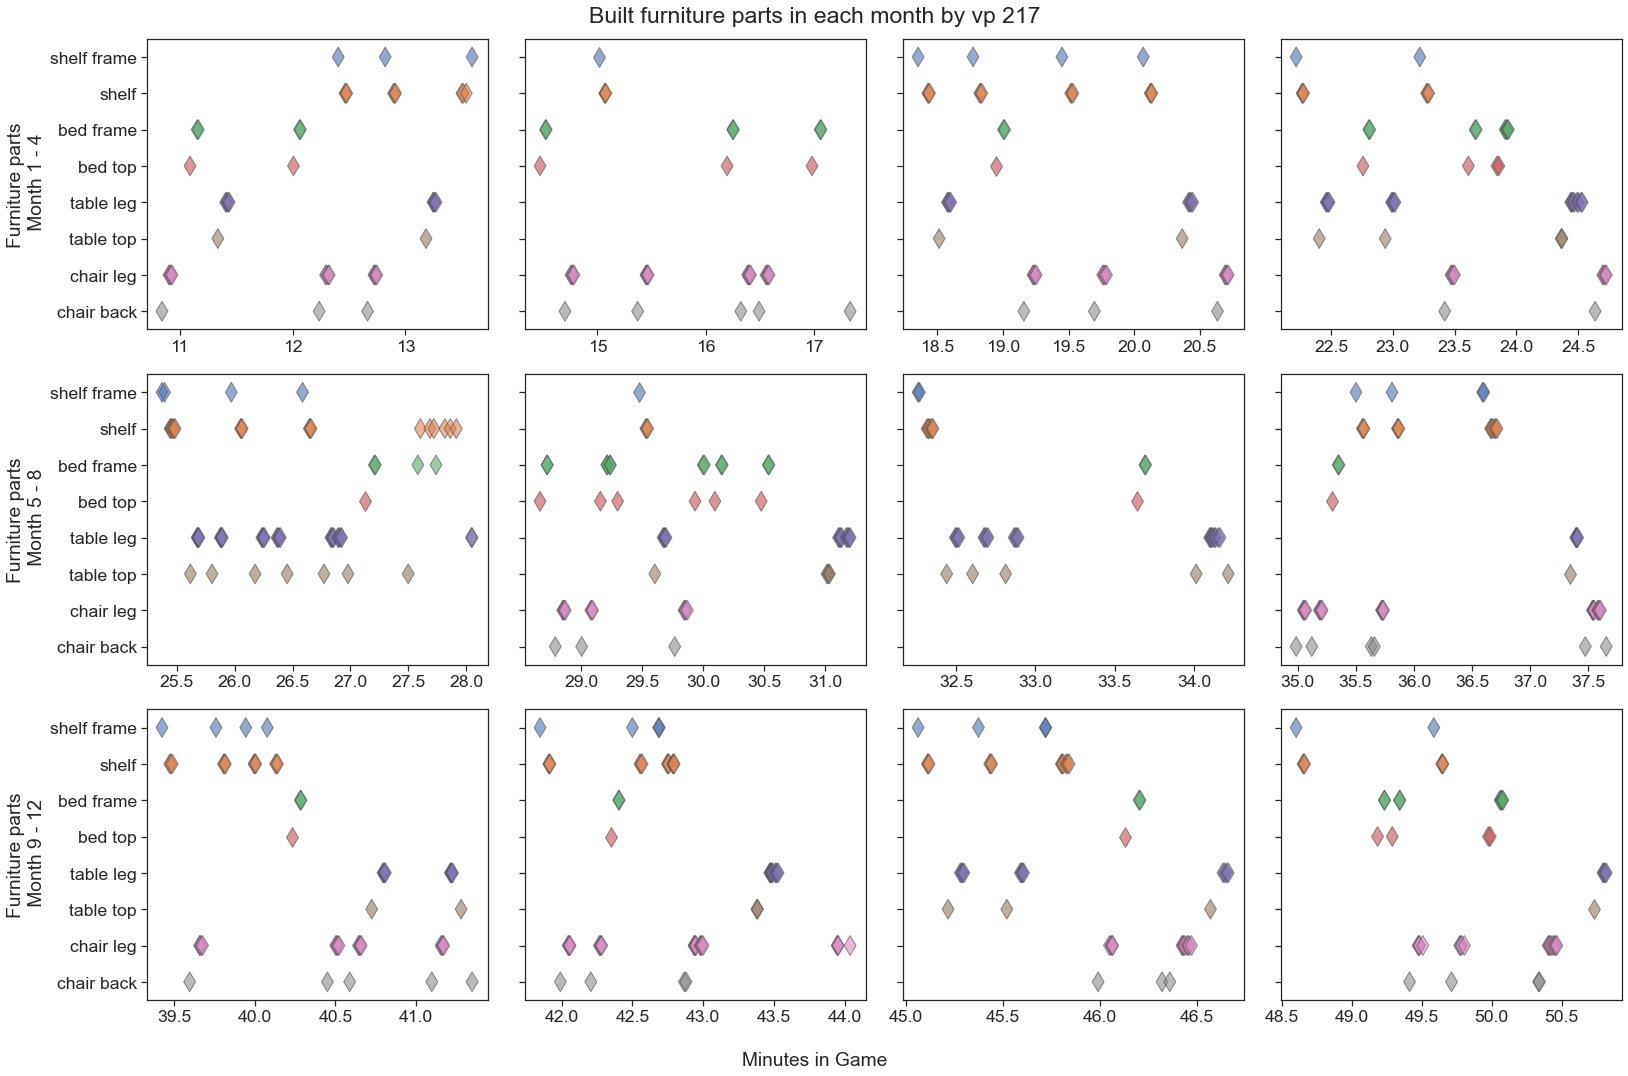 Built furniture parts in each month by vp 217
Furniture parts
Month 1 - 4
shelf frame
shelf
bed frame
bed top
table leg
table top
chair leg
chair back
11 12 13
15 16 17
18.5 19.0 19.5 20.0 20.5
22.5 23.0 23.5 24.0 24.5
Furniture parts
Month 5 - 8
shelf frame
shelf
bed frame
bed top
table leg
table top
chair leg
chair back
25.5 26.0 26.5 27.0 27.5 28.0
29.0 29.5 30.0 30.5 31.0
32.5 33.0 33.5 34.0
35.0 35.5 36.0 36.5 37.0 37.5
Furniture parts
Month 9 - 12
shelf frame
shelf
bed frame
bed top
table leg
table top
chair leg
chair back
39.5 40.0 40.5 41.0
42.0 42.5 43.0 43.5 44.0
45.0 45.5 46.0 46.5
48.5 49.0 49.5 50.0 50.5
Minutes in Game